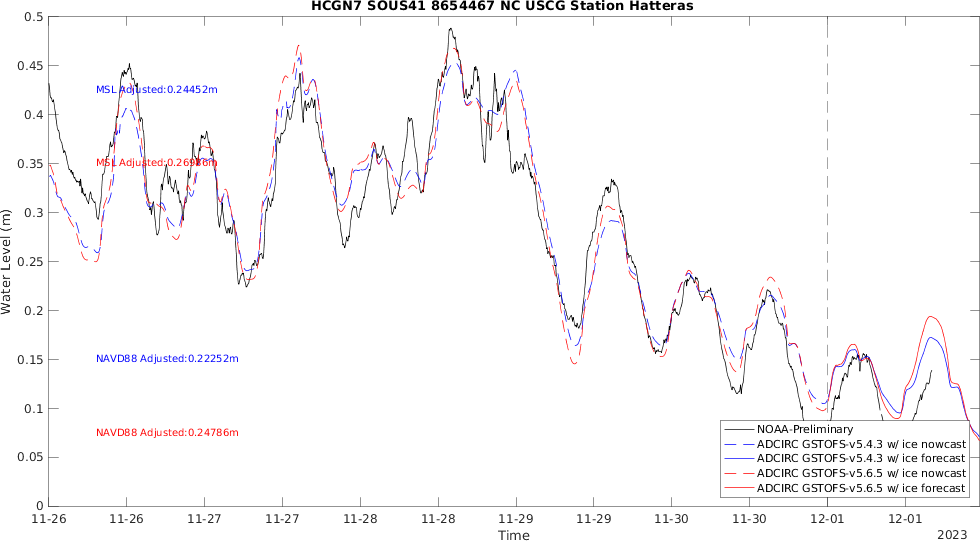 HCGN7 SOUS41 8654467 NC USCG Station Hatteras
0.5
0.45
0.4
0.35
0.3
0.25
0.2
0.15
0.1
0.05
0
Water Level (m)
MSL Adjusted:0.24452m
MSL Adjusted:0.26986m
NAVD88 Adjusted:0.22252m
NAVD88 Adjusted:0.24786m
NOAA-Preliminary
ADCIRC GSTOFS-v5.4.3 w/ ice nowcast
ADCIRC GSTOFS-v5.4.3 w/ ice forecast
ADCIRC GSTOFS-v5.6.5 w/ ice nowcast
ADCIRC GSTOFS-v5.6.5 w/ ice forecast
11-26 11-26 11-27 11-27 11-28 11-28 11-29 11-29 11-30 11-30 12-01 12-01
Time
2023